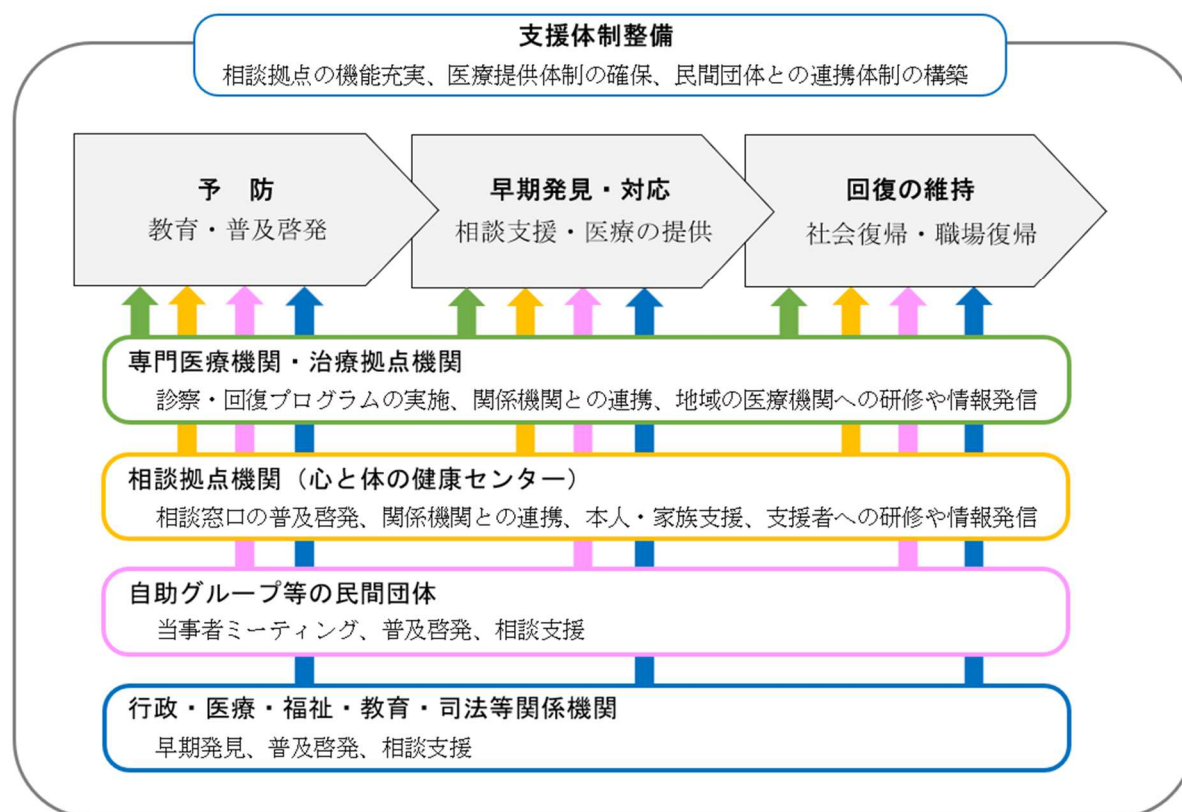 支援体制整備
相談拠点の機能充実、医療提供体制の確保、民間団体との連携体制の構築
予　防
教育・普及啓発
早期発見・対応
相談支援・医療の提供
回復の維持
社会復帰・職場復帰
専門医療機関・治療拠点機関
診察・回復プログラムの実施、関係機関との連携、地域の医療機関への研修や情報発信
相談拠点機関（心と体の健康センター）
相談窓口の普及啓発、関係機関との連携、本人・家族支援、支援者への研修や情報発信
自助グループ等の民間団体
当事者ミーティング、普及啓発、相談支援
行政・医療・福祉・教育・司法等関係機関
早期発見、普及啓発、相談支援